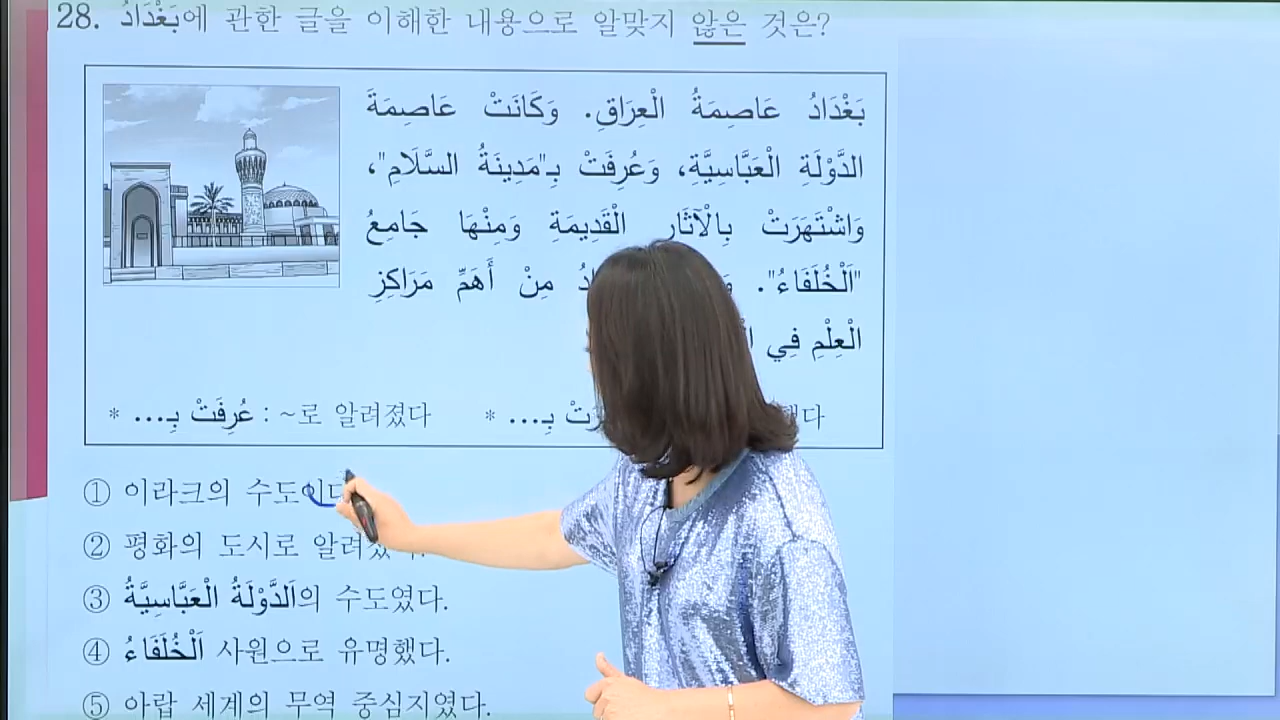 28. بَغْدَادُ에 관한 글을 이해한 내용으로 알맞지 않은 것은?
بَغْدَادُ عَاصِمَةُ الْعِرَاقِ. وَكَانَتْ عَاصِمَةَ
الدَّوْلَةِ الْعَبَّاسِيَّةِ، وَعُرِفَتْ بِـ"مَدِينَةُ السَّلَامِ"،
وَاشْتَهَرَتْ بِالْآثَارِ الْقَدِيمَةِ وَمِنْهَا جَامِعُ
"اَلْخُلَفَاءُ". مِنْ أَهَمِّ مَرَاكِزِ
الْعِلْمِ فِي
* عُرِفَتْ بِـ... : ~로 알려졌다
① 이라크의 수도이다
② 평화의 도시로
③ اَلدَّوْلَةُ الْعَبَّاسِيَّةُ의 수도였다.
④ اَلْخُلَفَاءُ 사원으로 유명했다.
⑤ 아랍 세계의 무역 중심지였다.